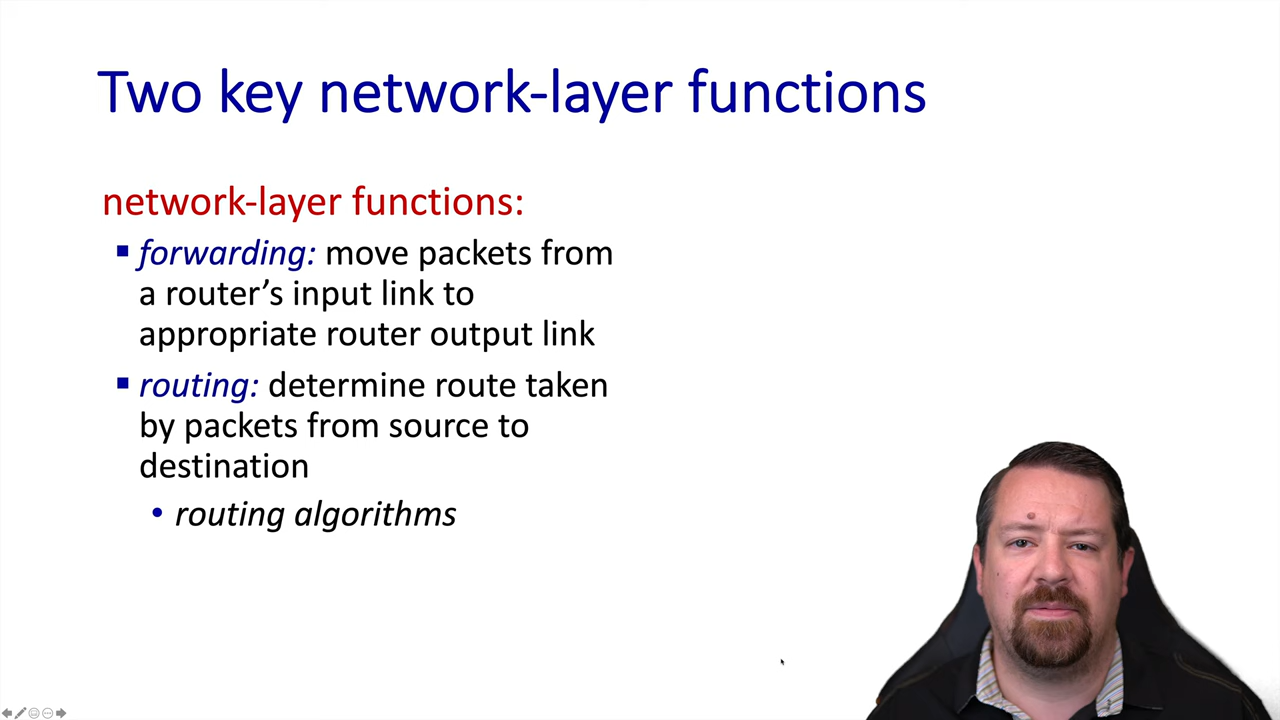 Two key network-layer functions
network-layer functions:
▪ forwarding: move packets from
a router’s input link to
appropriate router output link
▪ routing: determine route taken
by packets from source to
destination
• routing algorithms